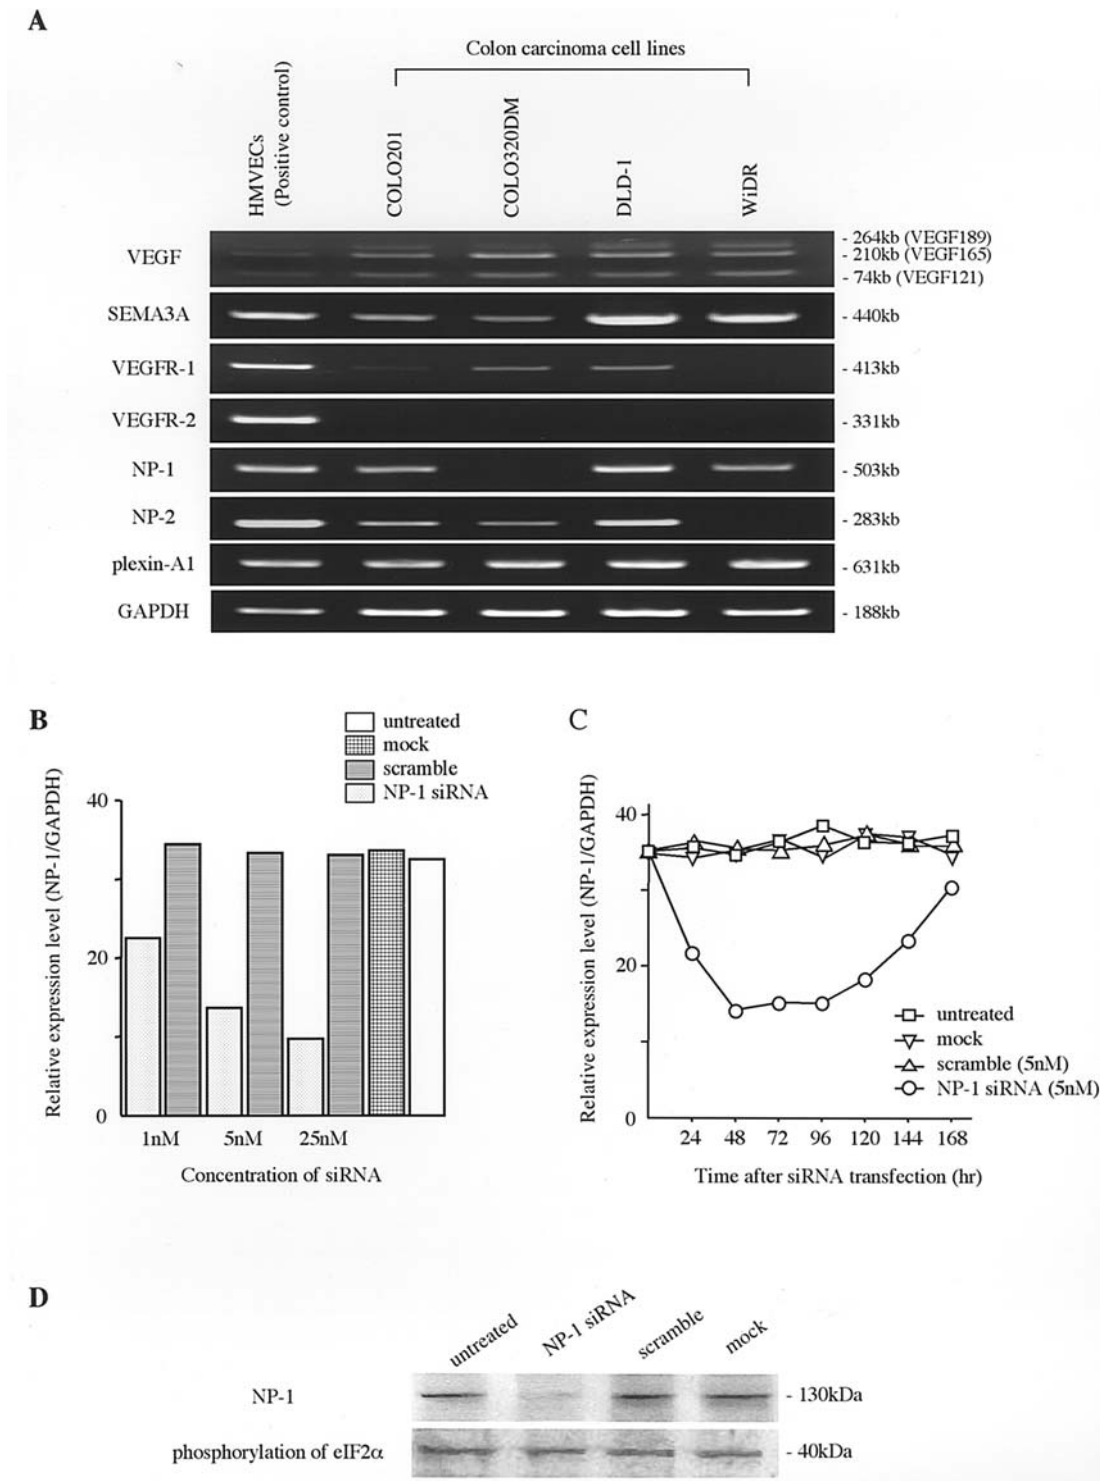 A
Colon carcinoma cell lines
HMVECs
(Positive control)
COLO201
COLO320DM
DLD-1
WiDR
VEGF
- 264kb (VEGF189)
- 210kb (VEGF165)
- 74kb (VEGF121)
SEMA3A
- 440kb
VEGFR-1
- 413kb
VEGFR-2
- 331kb
NP-1
- 503kb
NP-2
- 283kb
plexin-A1
- 631kb
GAPDH
- 188kb
B
untreated
mock
scramble
NP-1 siRNA
Relative expression level (NP-1/GAPDH)
40
20
0
1nM 5nM 25nM
Concentration of siRNA
C
Relative expression level (NP-1/GAPDH)
40
20
0
untreated
mock
scramble (5nM)
NP-1 siRNA (5nM)
24 48 72 96 120 144 168
Time after siRNA transfection (hr)
D
untreated
NP-1 siRNA
scramble
mock
NP-1
- 130kDa
phosphorylation of eIF2α
- 40kDa